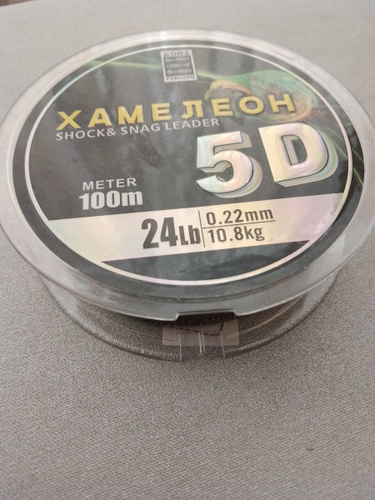 ХАМЕЛЕОН
SHOCK& SNAG LEADER
5D
METER
100m
24Lb
0.22mm
10.8kg